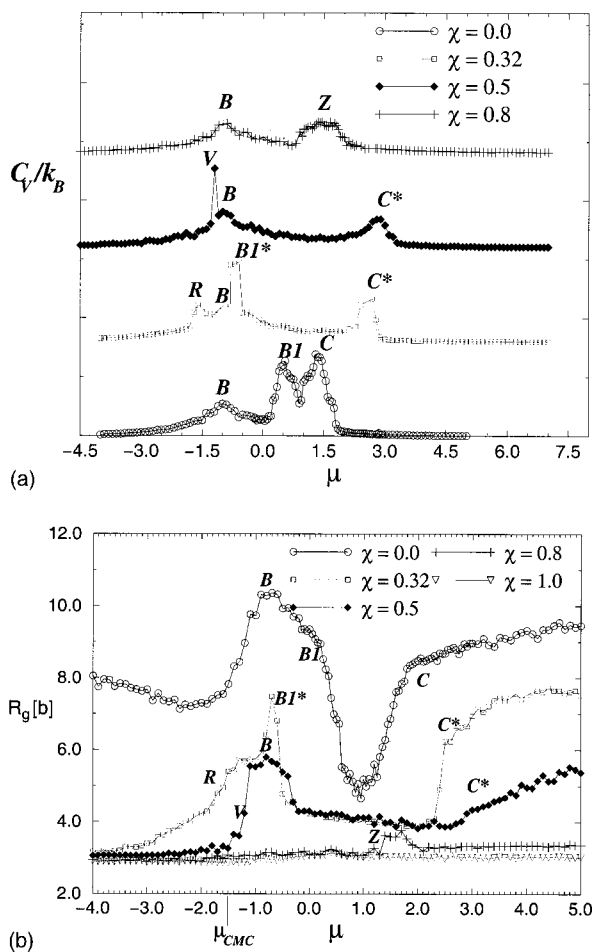 χ = 0.0
χ = 0.32
χ = 0.5
χ = 0.8
B
Z
C_V/k_B
V
B
C*
B1*
R
B
C*
B1
C
B
−4.5 −3.0 −1.5 0.0 1.5 3.0 4.5 6.0 7.5
(a)
μ
12.0
χ = 0.0 χ = 0.8
B
χ = 0.32 χ = 1.0
10.0
χ = 0.5
B1
8.0
C
R_g[b]
B1*
C*
6.0
B
R
C*
V
4.0
Z
2.0
−4.0 −3.0 −2.0 −1.0 0.0 1.0 2.0 3.0 4.0 5.0
μ_CMC
μ
(b)